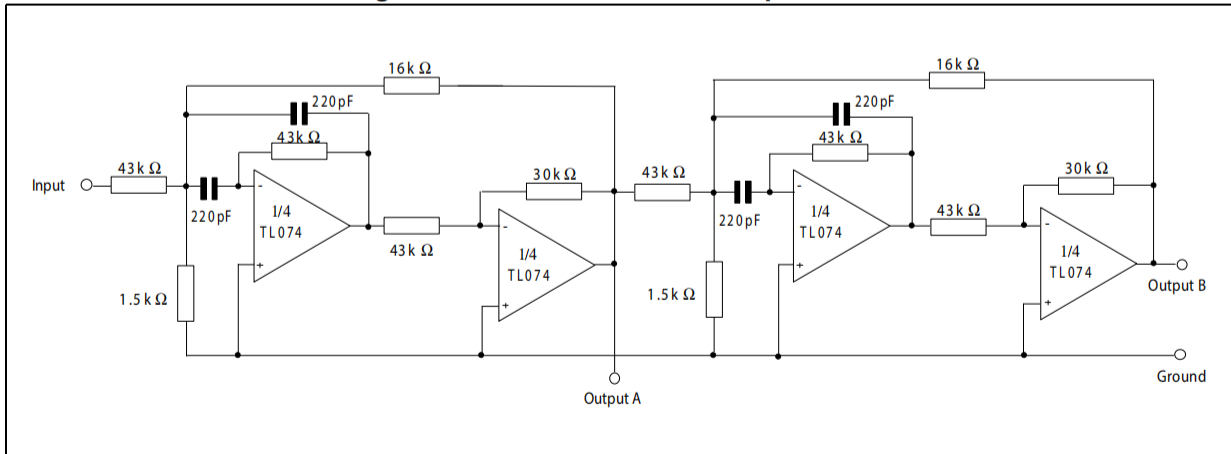 16k Ω
220pF
43k Ω
43k Ω
Input
220pF
-
1/4
TL074
+
1.5k Ω
43k Ω
30k Ω
-
1/4
TL074
+
Output A
43k Ω
16k Ω
220pF
43k Ω
220pF
-
1/4
TL074
+
1.5k Ω
43k Ω
30k Ω
-
1/4
TL074
+
Output B
Ground